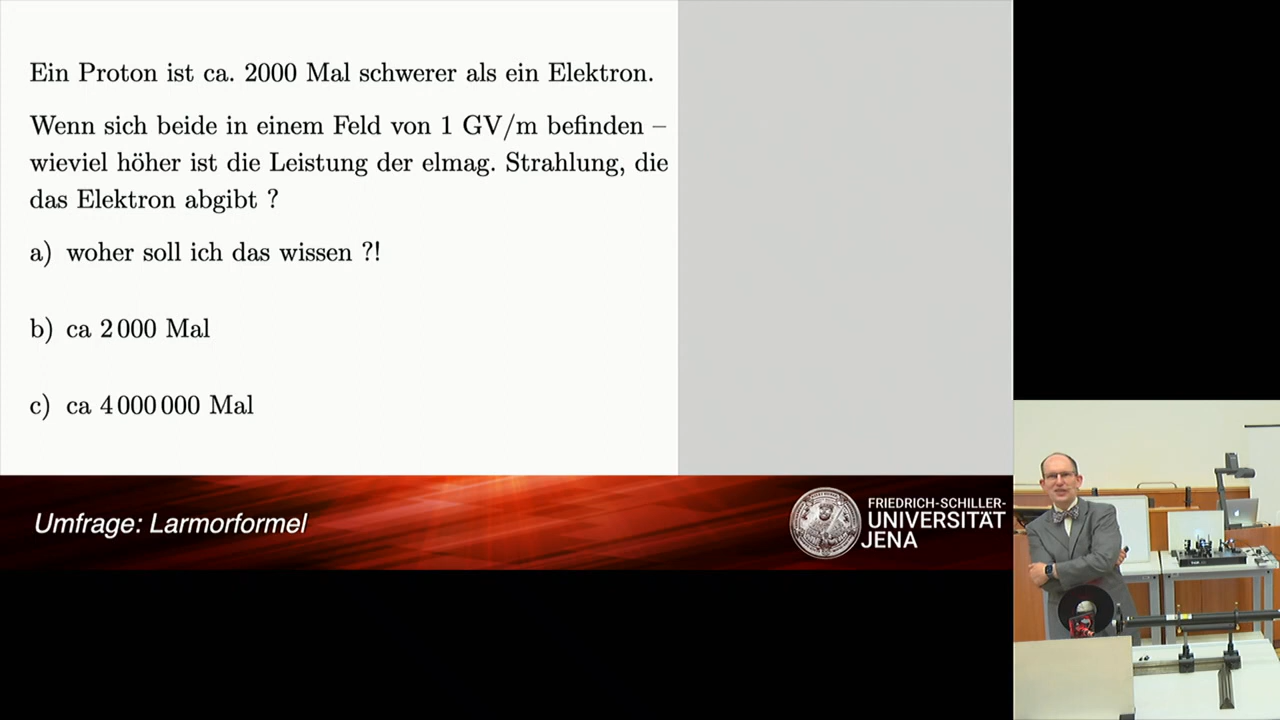 Ein Proton ist ca. 2000 Mal schwerer als ein Elektron.
Wenn sich beide in einem Feld von 1 GV/m befinden –
wieviel höher ist die Leistung der elmag. Strahlung, die
das Elektron abgibt ?
a) woher soll ich das wissen ?!
b) ca 2 000 Mal
c) ca 4 000 000 Mal
Umfrage: Larmorformel
FRIEDRICH-SCHILLER-
UNIVERSITÄT
JENA